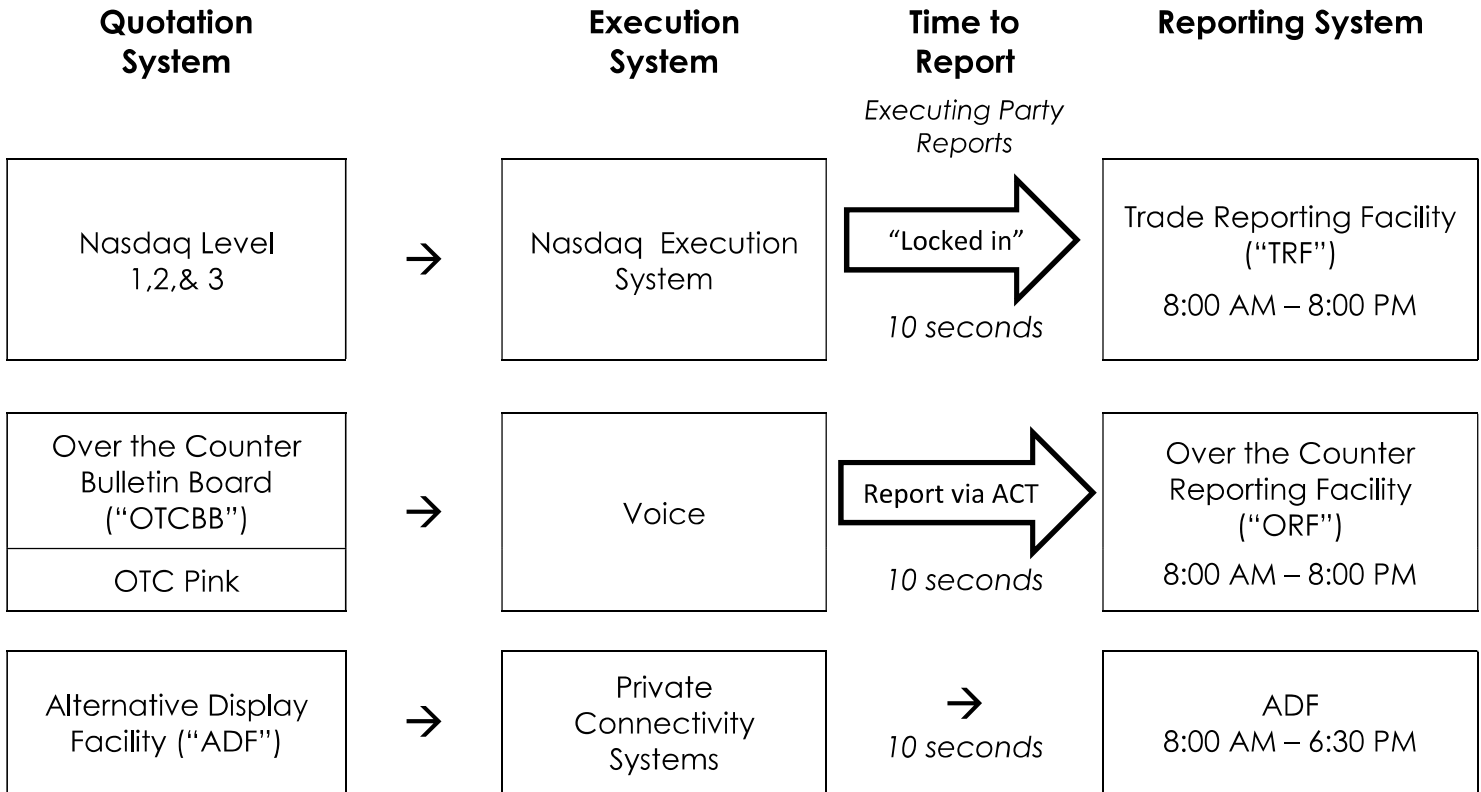 Quotation
System
Execution
System
Time to
Report
Reporting System
Executing Party
Reports
Nasdaq Level
1,2,& 3
→
Nasdaq Execution
System
“Locked in”
10 seconds
Trade Reporting Facility
(“TRF”)
8:00 AM – 8:00 PM
Over the Counter
Bulletin Board
(“OTCBB”)
OTC Pink
→
Voice
Report via ACT
10 seconds
Over the Counter
Reporting Facility
(“ORF”)
8:00 AM – 8:00 PM
Alternative Display
Facility (“ADF”)
→
Private
Connectivity
Systems
→
10 seconds
ADF
8:00 AM – 6:30 PM